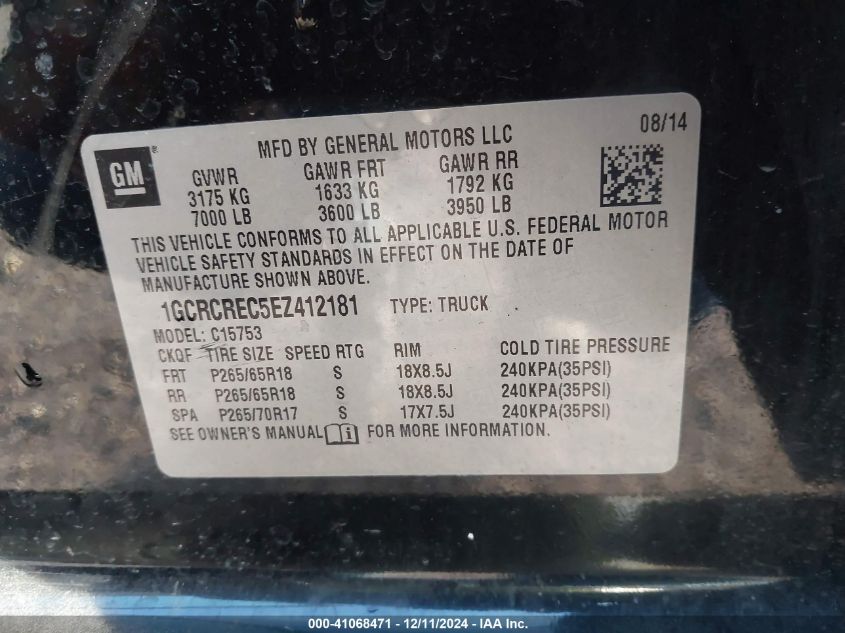 MFD BY GENERAL MOTORS LLC 08/14
GM®
GVWR GAWR FRT GAWR RR
3175 KG 1633 KG 1792 KG
7000 LB 3600 LB 3950 LB
THIS VEHICLE CONFORMS TO ALL APPLICABLE U.S. FEDERAL MOTOR
VEHICLE SAFETY STANDARDS IN EFFECT ON THE DATE OF
MANUFACTURE SHOWN ABOVE.
1GCRCREC5EZ412181 TYPE: TRUCK
MODEL: C15753
CKQF TIRE SIZE SPEED RTG RIM COLD TIRE PRESSURE
FRT P265/65R18 S 18X8.5J 240KPA(35PSI)
RR P265/65R18 S 18X8.5J 240KPA(35PSI)
SPA P265/70R17 S 17X7.5J 240KPA(35PSI)
SEE OWNER'S MANUAL FOR MORE INFORMATION.
000-41068471 - 12/11/2024 - IAA Inc.